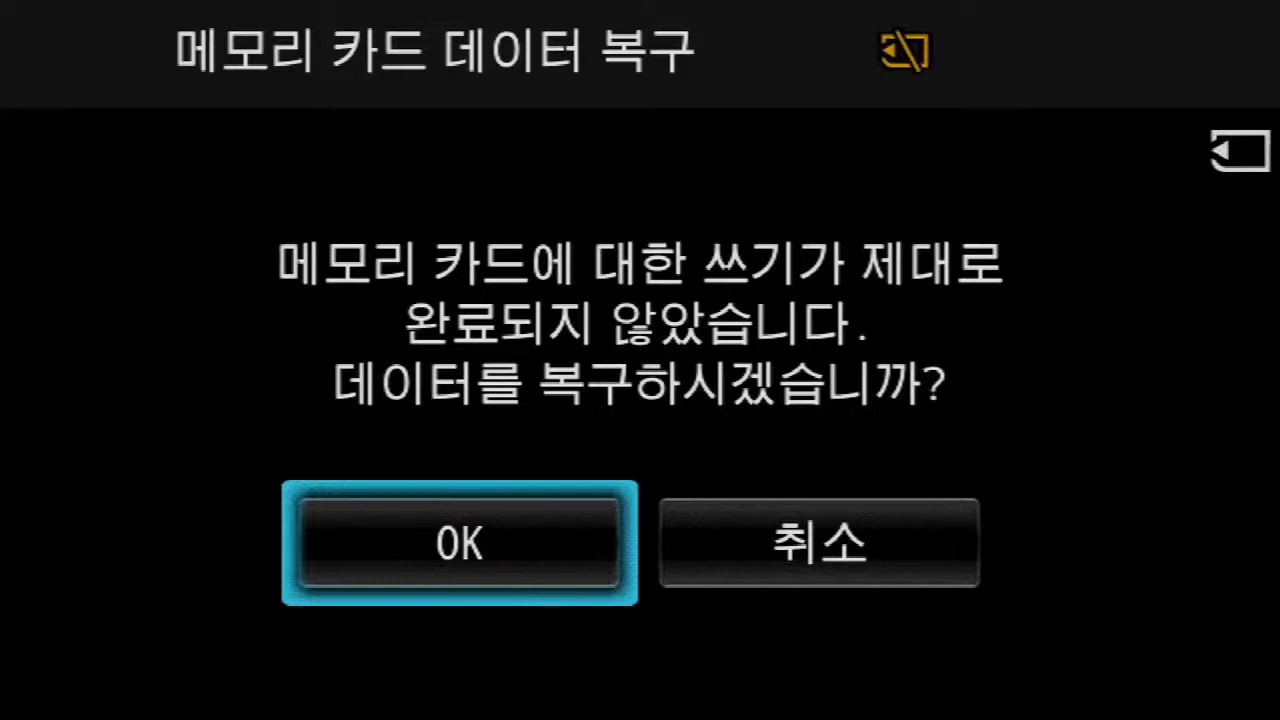 메모리 카드 데이터 복구
메모리 카드에 대한 쓰기가 제대로
완료되지 않았습니다.
데이터를 복구하시겠습니까?
OK
취소